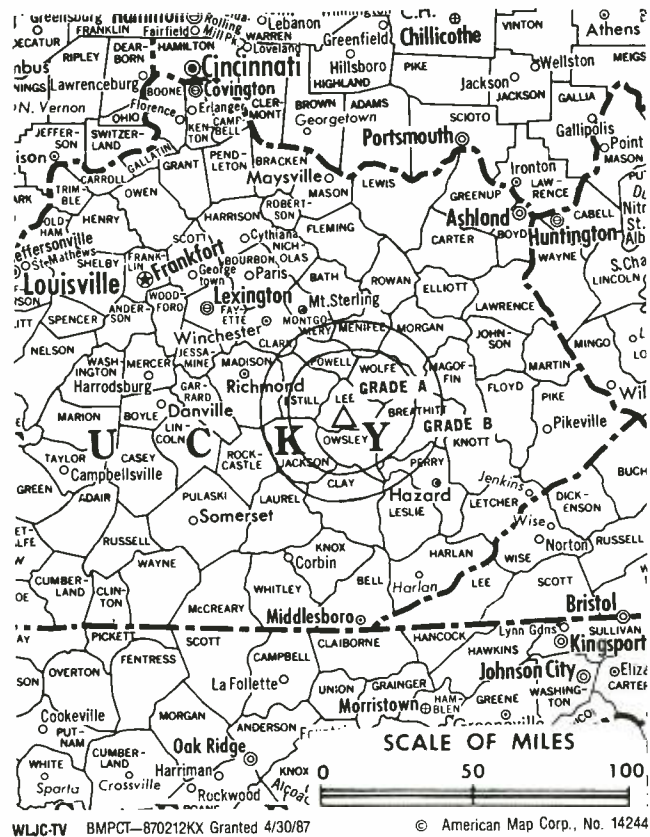 Greensburg
Rolling
Lebanon
C.H.
VINTON
DECATUR
FRANKLIN
Fairfield
Mill Pk.
WARREN
Greenfield
Chillicothe
Athens
RIPLEY
DEAR-
BORN
HAMILTON
Loveland
Wellston
MEIGS
Cincinnati
Hillsboro
PIKE
Lawrenceburg
HIGHLAND
Jackson
BOONE
Covington
JACKSON
GALLIA
N. Vernon
Florence
Erlanger
CLER-
MONT
BROWN
ADAMS
OHIO
KEN-
TON
CAMP-
BELL
Georgetown
SCIOTO
Gallipolis
JEFFER-
SON
SWITZER-
LAND
Portsmouth
Point
MASON
GALLATIN
GRANT
PEND-
LETON
BRACKEN
CARROLL
Maysville
LEWIS
Ironton
TRIM-
BLE
OWEN
MASON
GREENUP
LAW-
RENCE
ROBERT-
SON
HENRY
HARRISON
Ashland
CABELL
OLD-
HAM
FLEMING
BOYD
Huntington
SCOTT
Cythiana
CARTER
WAYNE
St. Mathews
SHELBY
FRANK-
LIN
Frankfort
NICH-
OLAS
BOURBON
Louisville
George
town
Paris
BATH
ROWAN
ELLIOTT
LINCOLN
WOOD-
FORD
Lexington
Mt.Sterling
LAWRENCE
SPENCER
ANDER-
SON
FAY-
ETTE
MONTGO-
MERY
MENIFEE
MORGAN
Winchester
JOHN-
SON
MINGO
NELSON
CLARK
WASH-
INGTON
MERCER
JESSA-
MINE
MADISON
POWELL
WOLFE
MAGOF-
FIN
MARTIN
Harrodsburg
Richmond
GRADE A
FLOYD
GAR-
RARD
ESTILL
LEE
PIKE
MARION
BOYLE
Danville
BREATHITT
GRADE B
LIN-
COLN
OWSLEY
KNOTT
Pikeville
U C K Y
TAYLOR
CASEY
ROCK-
CASTLE
JACKSON
Campbellsville
PERRY
CLAY
Jenkins
GREEN
ADAIR
PULASKI
LAUREL
Hazard
LETCHER
DICK-
ENSON
LESLIE
Somerset
Wise
RUSSELL
KNOX
Norton
RUSSELL
WAYNE
Corbin
HARLAN
WISE
BELL
CUMBER-
LAND
CLIN-
TON
WHITLEY
Harlan
LEE
SCOTT
McCREARY
Middlesboro
Bristol
PICKETT
SCOTT
CLAIBORNE
HANCOCK
Lynn Gdns
SULLIVAN
HAWKINS
Kingsport
FENTRESS
CAMPBELL
OVERTON
Johnson City
La Follette
UNION
GRAINGER
WASHING-
TON
CARTER
HAM-
BLEN
GREENE
Cookeville
MORGAN
Morristown
PUT-
NAM
ANDERSON
CUMBER-
LAND
Oak Ridge
SCALE OF MILES
WHITE
Harriman
KNOX
0 50 100
Sparta
Crossville
Rockwood
WLJC-TV BMPCT—870212KX Granted 4/30/87 © American Map Corp., No. 14244